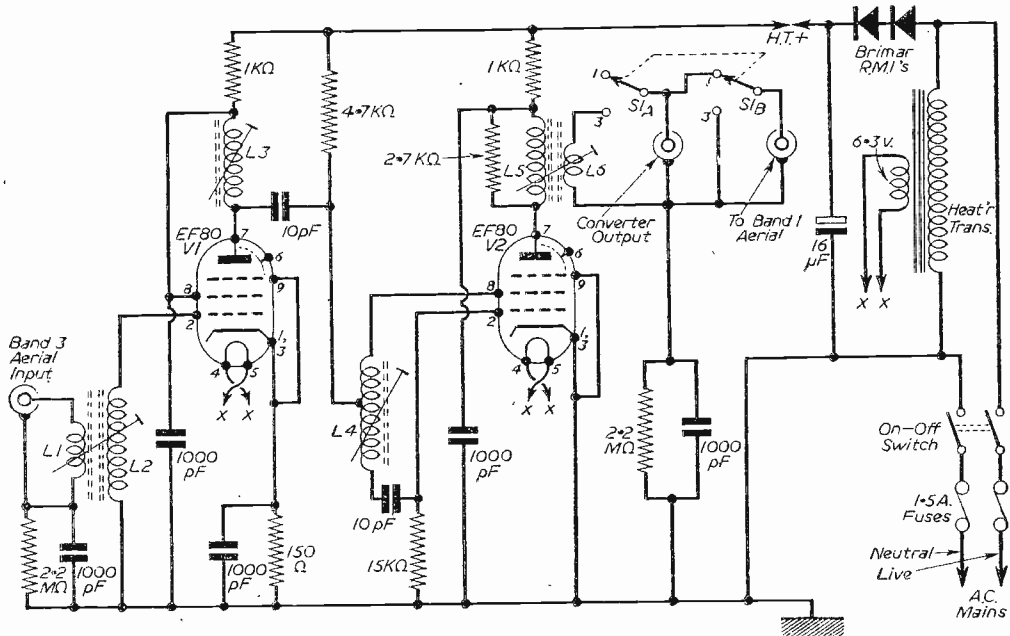 1KΩ
4·7KΩ
1KΩ
2·7KΩ
L3
10pF
L5
L6
1
3
S1A
1
3
S1B
H.T.+
Brimar
R.M.1's
6·3 v.
Heat'r
Trans.
16
μF
X X
Converter
Output
To Band 1
Aerial
EF80
V1
7
6
9
8
2
1,
3
4
5
X X
EF80
V2
7
6
9
8
2
1,
3
4
5
X X
Band 3
Aerial
Input
L1
L2
1000
pF
L4
1000
pF
2·2
MΩ
1000
pF
On-Off
Switch
1·5A.
Fuses
Neutral
Live
A.C.
Mains
2·2
MΩ
1000
pF
1000
pF
150
Ω
10pF
15KΩ